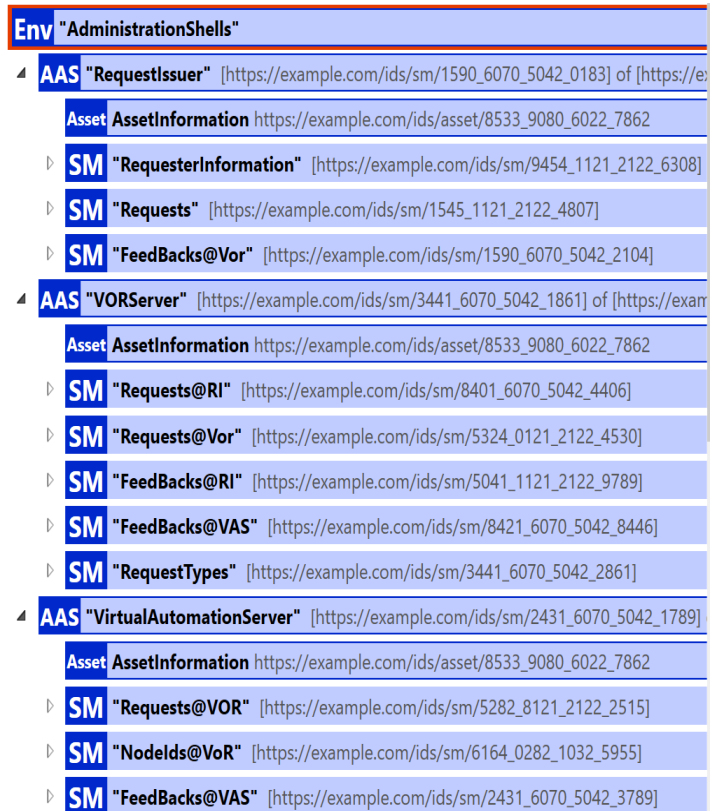 Env "AdministrationShells"
AAS "RequestIssuer" [https://example.com/ids/sm/1590_6070_5042_0183] of [https://e
Asset AssetInformation https://example.com/ids/asset/8533_9080_6022_7862
SM "RequesterInformation" [https://example.com/ids/sm/9454_1121_2122_6308]
SM "Requests" [https://example.com/ids/sm/1545_1121_2122_4807]
SM "FeedBacks@Vor" [https://example.com/ids/sm/1590_6070_5042_2104]
AAS "VORServer" [https://example.com/ids/sm/3441_6070_5042_1861] of [https://exam
Asset AssetInformation https://example.com/ids/asset/8533_9080_6022_7862
SM "Requests@RI" [https://example.com/ids/sm/8401_6070_5042_4406]
SM "Requests@Vor" [https://example.com/ids/sm/5324_0121_2122_4530]
SM "FeedBacks@RI" [https://example.com/ids/sm/5041_1121_2122_9789]
SM "FeedBacks@VAS" [https://example.com/ids/sm/8421_6070_5042_8446]
SM "RequestTypes" [https://example.com/ids/sm/3441_6070_5042_2861]
AAS "VirtualAutomationServer" [https://example.com/ids/sm/2431_6070_5042_1789]
Asset AssetInformation https://example.com/ids/asset/8533_9080_6022_7862
SM "Requests@VOR" [https://example.com/ids/sm/5282_8121_2122_2515]
SM "NodeIds@VoR" [https://example.com/ids/sm/6164_0282_1032_5955]
SM "FeedBacks@VAS" [https://example.com/ids/sm/2431_6070_5042_3789]